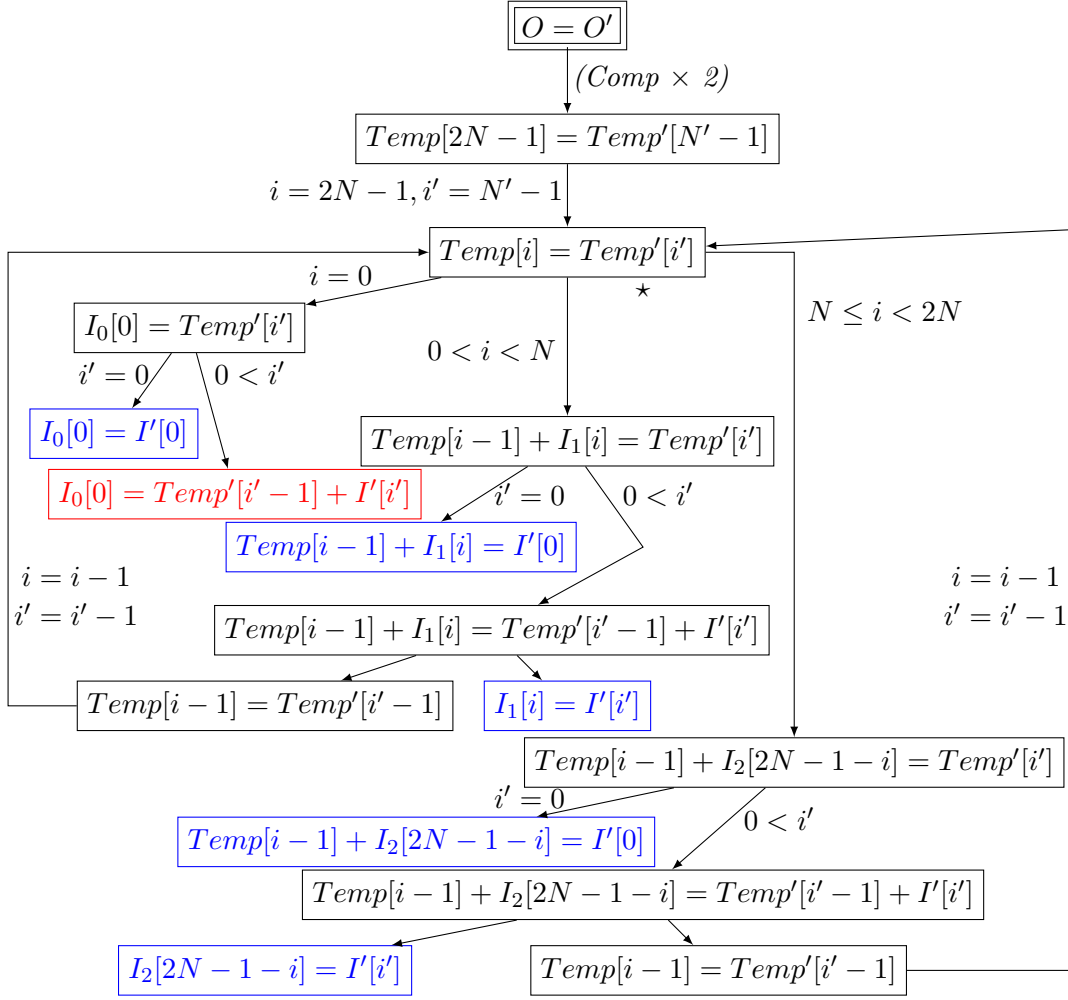 O = O'
(Comp × 2)
Temp[2N − 1] = Temp'[N' − 1]
i = 2N − 1, i' = N' − 1
Temp[i] = Temp'[i']
i = 0
⋆
I₀[0] = Temp'[i']
N ≤ i < 2N
0 < i < N
i' = 0
0 < i'
I₀[0] = I'[0]
Temp[i − 1] + I₁[i] = Temp'[i']
I₀[0] = Temp'[i' − 1] + I'[i']
i' = 0
0 < i'
Temp[i − 1] + I₁[i] = I'[0]
i = i − 1
i' = i' − 1
i = i − 1
i' = i' − 1
Temp[i − 1] + I₁[i] = Temp'[i' − 1] + I'[i']
Temp[i − 1] = Temp'[i' − 1]
I₁[i] = I'[i']
Temp[i − 1] + I₂[2N − 1 − i] = Temp'[i']
i' = 0
0 < i'
Temp[i − 1] + I₂[2N − 1 − i] = I'[0]
Temp[i − 1] + I₂[2N − 1 − i] = Temp'[i' − 1] + I'[i']
I₂[2N − 1 − i] = I'[i']
Temp[i − 1] = Temp'[i' − 1]